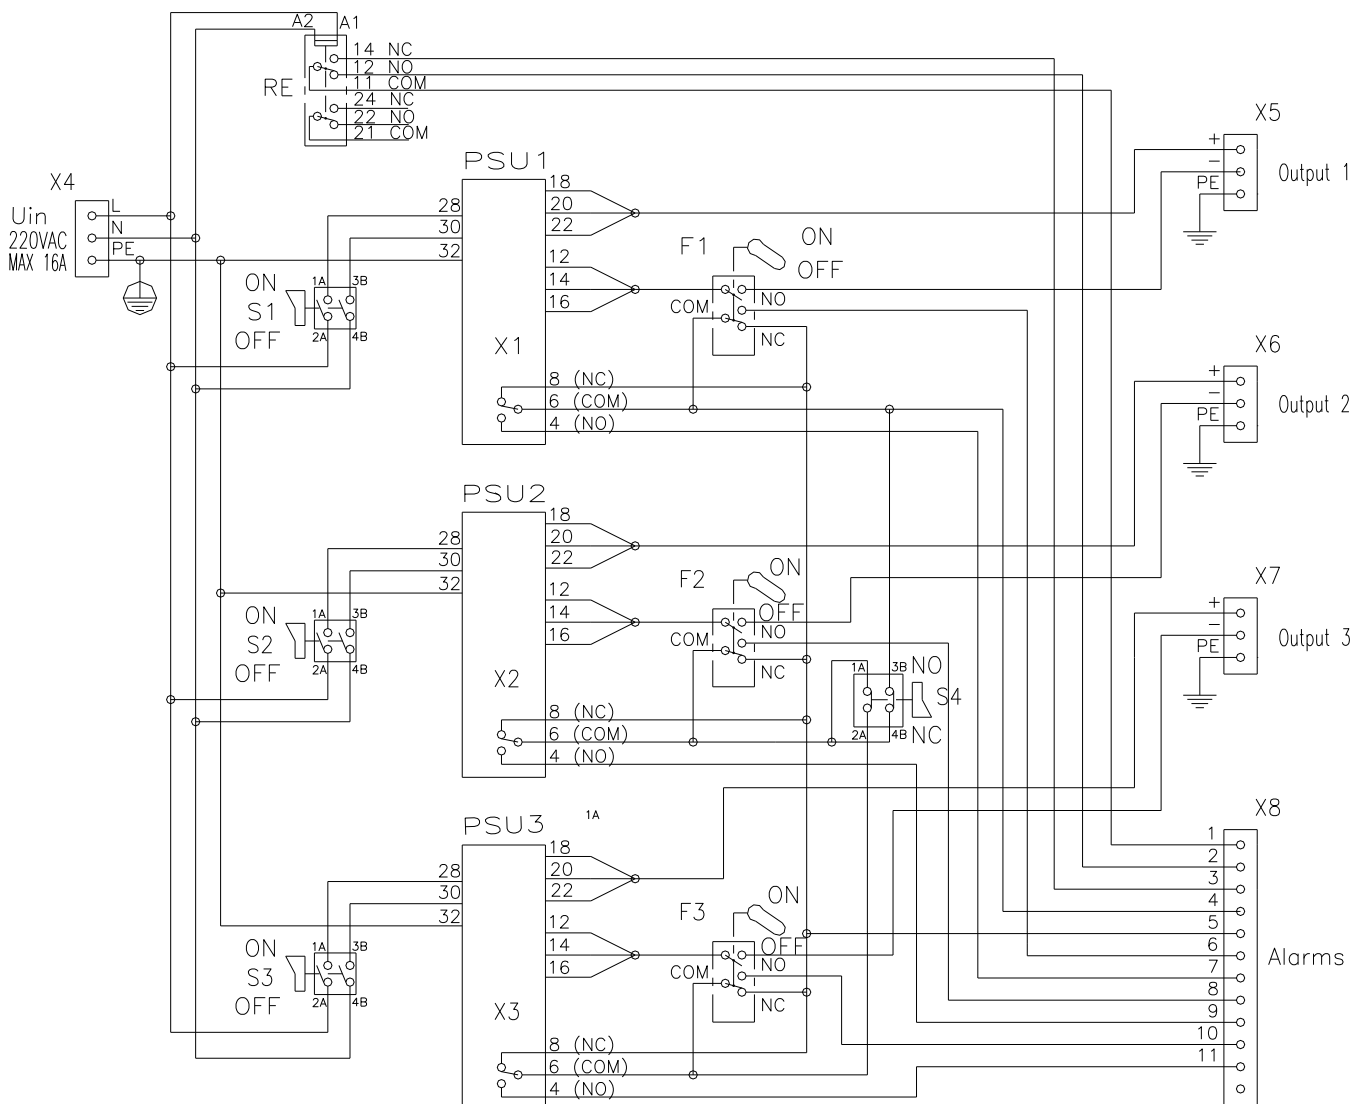 A2 A1
14 NC
12 NO
11 COM
RE
24 NC
22 NO
21 COM
X4
Uin
220VAC
MAX 16A
L
N
PE
PSU1
28
30
32
18
20
22
12
14
16
X1
8 (NC)
6 (COM)
4 (NO)
ON
S1
OFF
1A 3B
2A 4B
F1
ON
OFF
COM
NO
NC
X5
+
−
PE
Output 1
X6
+
−
PE
Output 2
PSU2
28
30
32
18
20
22
12
14
16
X2
8 (NC)
6 (COM)
4 (NO)
ON
S2
OFF
1A 3B
2A 4B
F2
ON
OFF
COM
NO
NC
1A 3B NO
S4
2A 4B NC
X7
+
−
PE
Output 3
PSU3
1A
28
30
32
18
20
22
12
14
16
X3
8 (NC)
6 (COM)
4 (NO)
ON
S3
OFF
1A 3B
2A 4B
F3
ON
OFF
COM
NO
NC
X8
1
2
3
4
5
6
7
8
9
10
11
Alarms